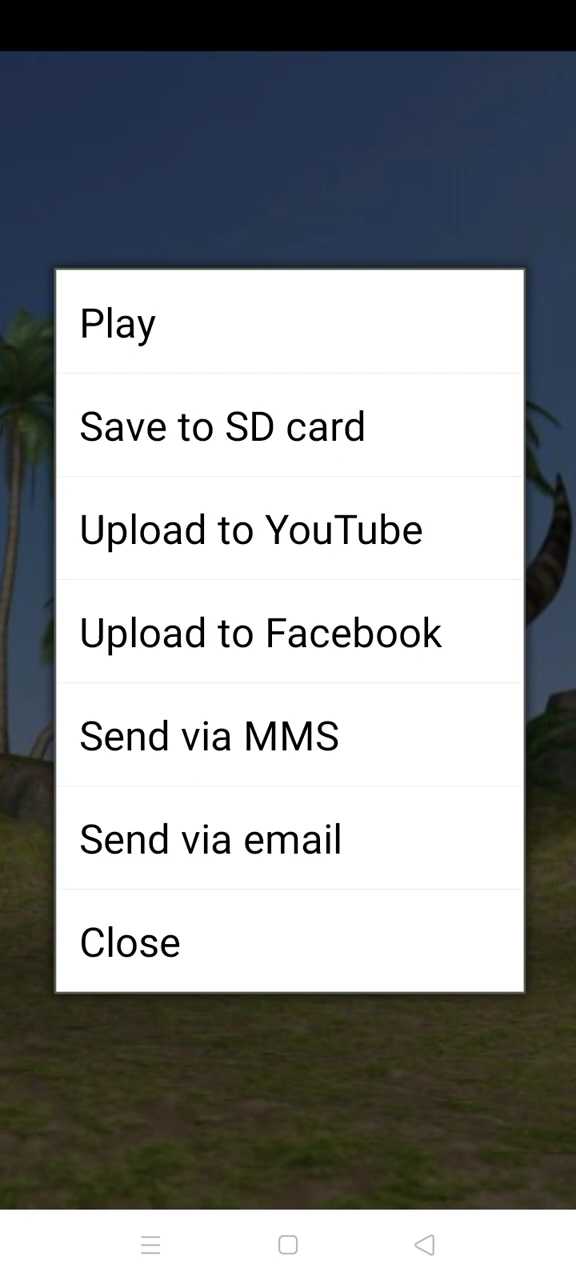 Play
Save to SD card
Upload to YouTube
Upload to Facebook
Send via MMS
Send via email
Close